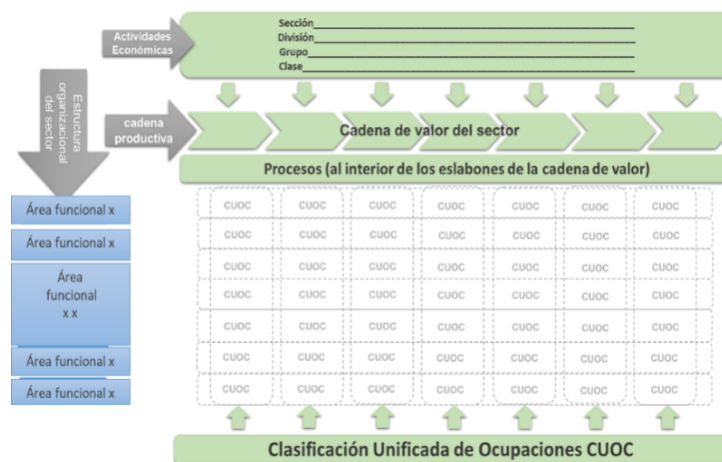 Actividades
Económicas
Sección
División
Grupo
Clase
Estructura
organizacional
del sector
cadena
productiva
Cadena de valor del sector
Procesos (al interior de los eslabones de la cadena de valor)
Área funcional x
CUOC CUOC CUOC CUOC CUOC CUOC CUOC
Área funcional x
CUOC CUOC CUOC CUOC CUOC CUOC CUOC
Área
funcional
x x
CUOC CUOC CUOC CUOC CUOC CUOC CUOC
CUOC CUOC CUOC CUOC CUOC CUOC CUOC
CUOC CUOC CUOC CUOC CUOC CUOC CUOC
Área funcional x
CUOC CUOC CUOC CUOC CUOC CUOC CUOC
Área funcional x
CUOC CUOC CUOC CUOC CUOC CUOC CUOC
Clasificación Unificada de Ocupaciones CUOC